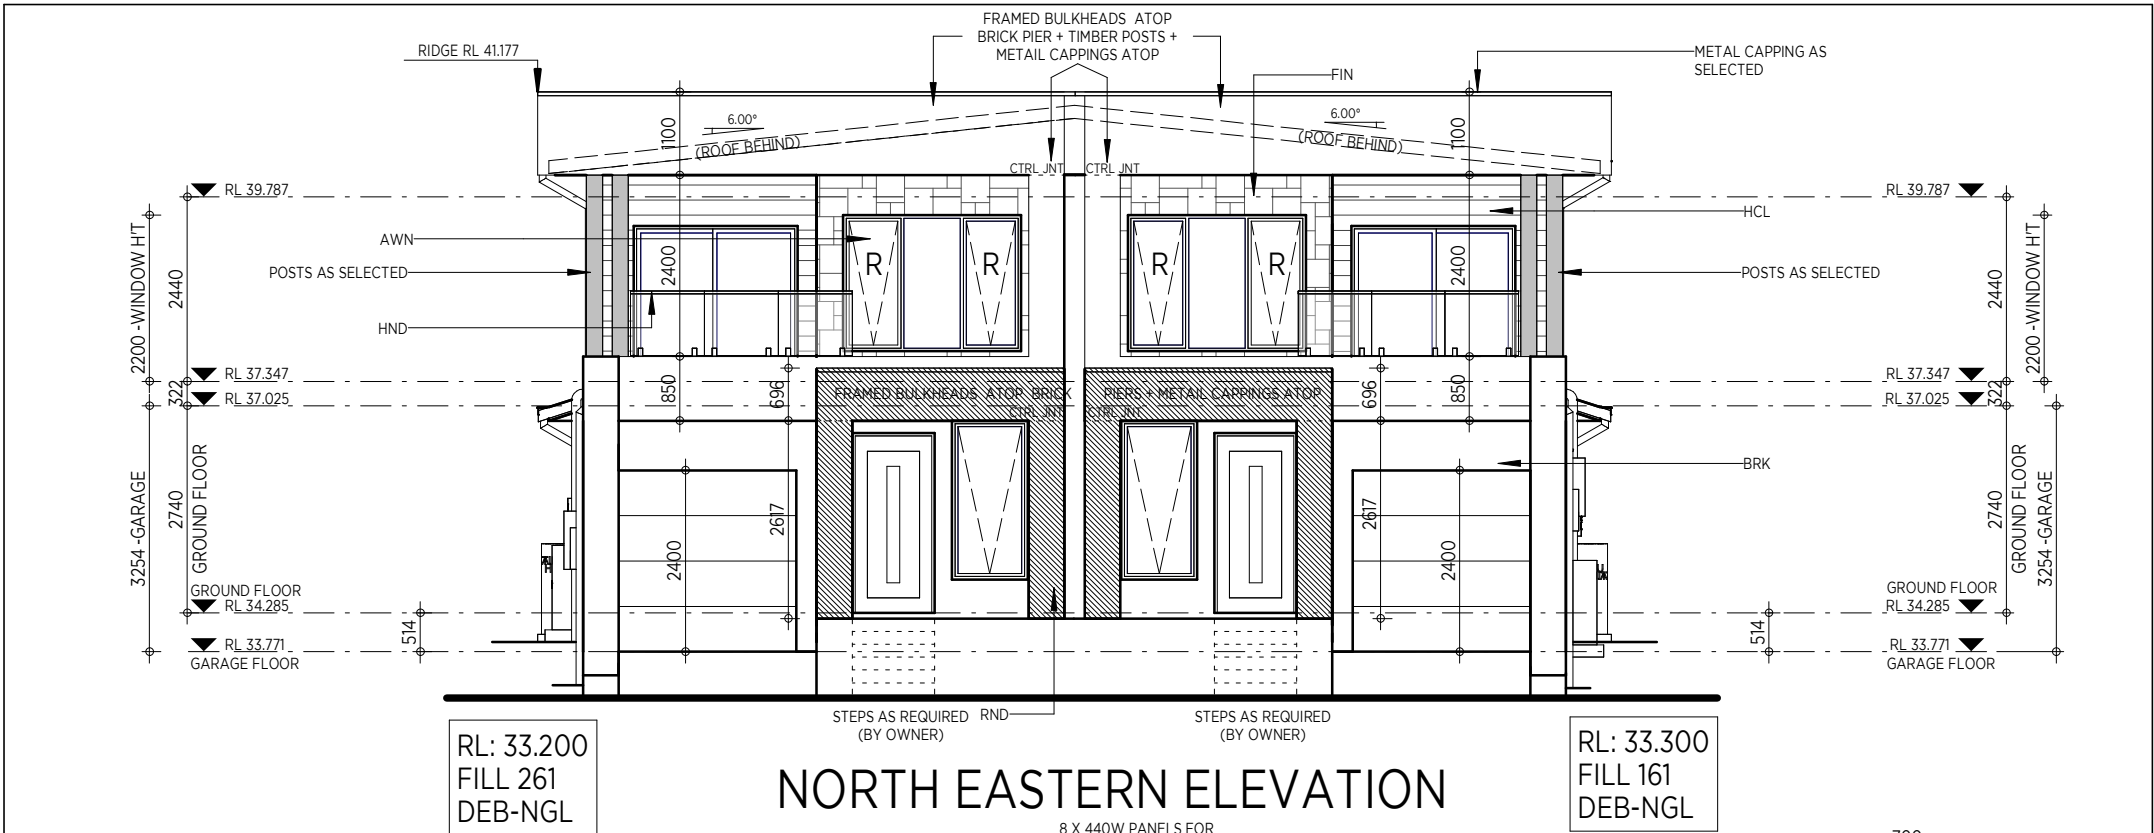 FRAMED BULKHEADS ATOP
BRICK PIER + TIMBER POSTS +
METAIL CAPPINGS ATOP
RIDGE RL 41.177
METAL CAPPING AS
SELECTED
FIN
6.00°
6.00°
1100
1100
(ROOF BEHIND)
(ROOF BEHIND)
CTRL JNT
CTRL JNT
RL 39.787
RL 39.787
HCL
AWN
R
R
R
R
POSTS AS SELECTED
POSTS AS SELECTED
2400
2400
2440
2440
2200 -WINDOW H'T
2200 -WINDOW H'T
HND
RL 37.347
RL 37.347
322
322
RL 37.025
RL 37.025
850
696
696
850
FRAMED BULKHEADS ATOP BRICK
PIERS + METAIL CAPPINGS ATOP
CTRL JNT
CTRL JNT
BRK
3254 -GARAGE
2740
GROUND FLOOR
2617
2400
2617
2400
2740
GROUND FLOOR
3254 -GARAGE
GROUND FLOOR
RL 34.285
GROUND FLOOR
RL 34.285
514
514
RL 33.771
GARAGE FLOOR
RL 33.771
GARAGE FLOOR
STEPS AS REQUIRED
(BY OWNER)
RND
STEPS AS REQUIRED
(BY OWNER)
RL: 33.200
FILL 261
DEB-NGL
RL: 33.300
FILL 161
DEB-NGL
NORTH EASTERN ELEVATION
8 X 440W PANELS FOR